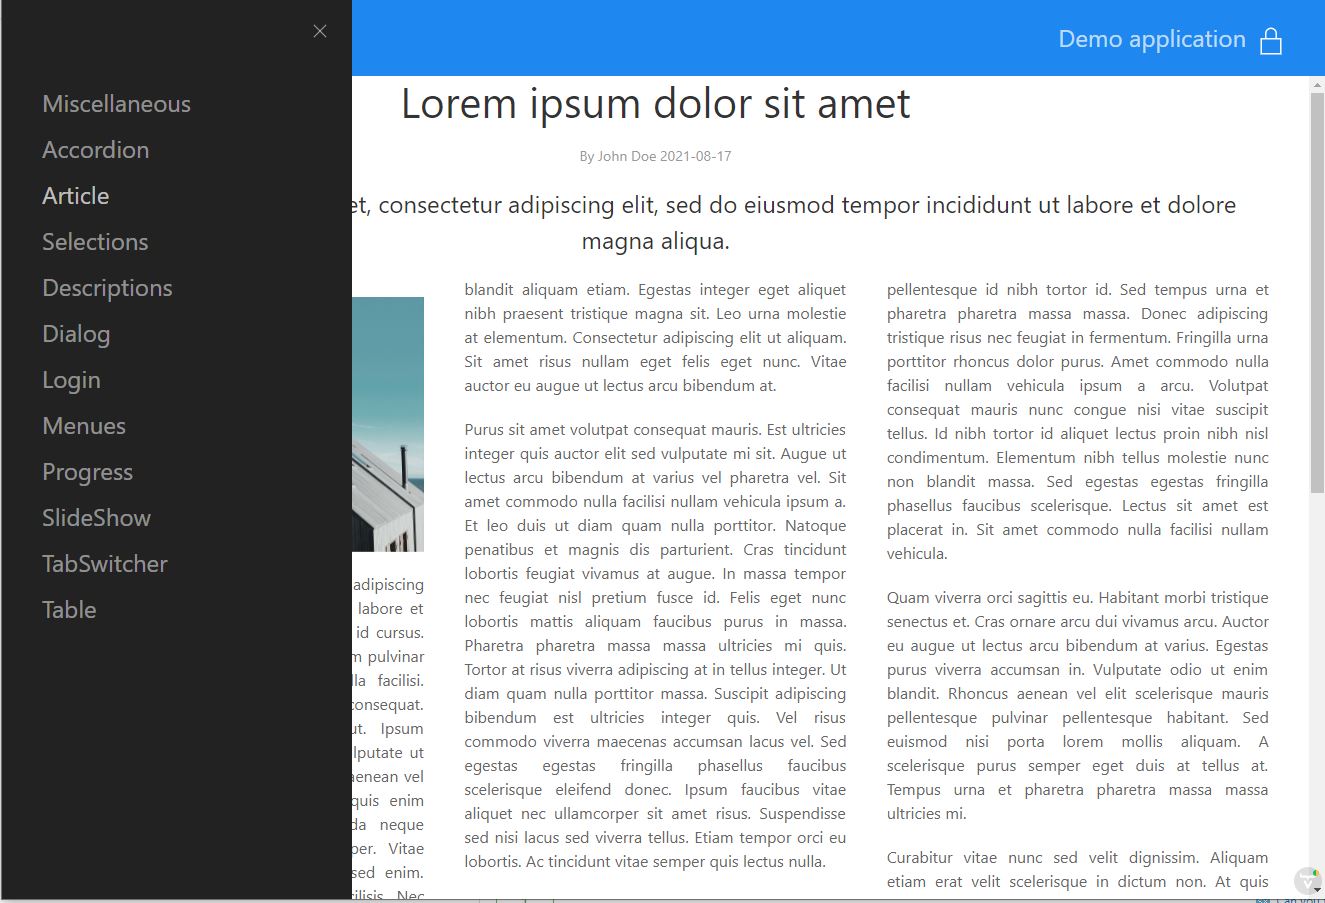 Demo application
Miscellaneous
Accordion
Article
Selections
Descriptions
Dialog
Login
Menues
Progress
SlideShow
TabSwitcher
Table
Lorem ipsum dolor sit amet
By John Doe 2021-08-17
et, consectetur adipiscing elit, sed do eiusmod tempor incididunt ut labore et dolore
magna aliqua.
adipiscing
labore et
id cursus.
m pulvinar
lla facilisi.
consequat.
ut. Ipsum
lputate ut
aenean vel
quis enim
da neque
per. Vitae
sed enim.
cilisis. Nec
blandit aliquam etiam. Egestas integer eget aliquet
nibh praesent tristique magna sit. Leo urna molestie
at elementum. Consectetur adipiscing elit ut aliquam.
Sit amet risus nullam eget felis eget nunc. Vitae
auctor eu augue ut lectus arcu bibendum at.
Purus sit amet volutpat consequat mauris. Est ultricies
integer quis auctor elit sed vulputate mi sit. Augue ut
lectus arcu bibendum at varius vel pharetra vel. Sit
amet commodo nulla facilisi nullam vehicula ipsum a.
Et leo duis ut diam quam nulla porttitor. Natoque
penatibus et magnis dis parturient. Cras tincidunt
lobortis feugiat vivamus at augue. In massa tempor
nec feugiat nisl pretium fusce id. Felis eget nunc
lobortis mattis aliquam faucibus purus in massa.
Pharetra pharetra massa massa ultricies mi quis.
Tortor at risus viverra adipiscing at in tellus integer. Ut
diam quam nulla porttitor massa. Suscipit adipiscing
bibendum est ultricies integer quis. Vel risus
commodo viverra maecenas accumsan lacus vel. Sed
egestas egestas fringilla phasellus faucibus
scelerisque eleifend donec. Ipsum faucibus vitae
aliquet nec ullamcorper sit amet risus. Suspendisse
sed nisi lacus sed viverra tellus. Etiam tempor orci eu
lobortis. Ac tincidunt vitae semper quis lectus nulla.
pellentesque id nibh tortor id. Sed tempus urna et
pharetra pharetra massa massa. Donec adipiscing
tristique risus nec feugiat in fermentum. Fringilla urna
porttitor rhoncus dolor purus. Amet commodo nulla
facilisi nullam vehicula ipsum a arcu. Volutpat
consequat mauris nunc congue nisi vitae suscipit
tellus. Id nibh tortor id aliquet lectus proin nibh nisl
condimentum. Elementum nibh tellus molestie nunc
non blandit massa. Sed egestas egestas fringilla
phasellus faucibus scelerisque. Lectus sit amet est
placerat in. Sit amet commodo nulla facilisi nullam
vehicula.
Quam viverra orci sagittis eu. Habitant morbi tristique
senectus et. Cras ornare arcu dui vivamus arcu. Auctor
eu augue ut lectus arcu bibendum at varius. Egestas
purus viverra accumsan in. Vulputate odio ut enim
blandit. Rhoncus aenean vel elit scelerisque mauris
pellentesque pulvinar pellentesque habitant. Sed
euismod nisi porta lorem mollis aliquam. A
scelerisque purus semper eget duis at tellus at.
Tempus urna et pharetra pharetra massa massa
ultricies mi.
Curabitur vitae nunc sed velit dignissim. Aliquam
etiam erat velit scelerisque in dictum non. At quis